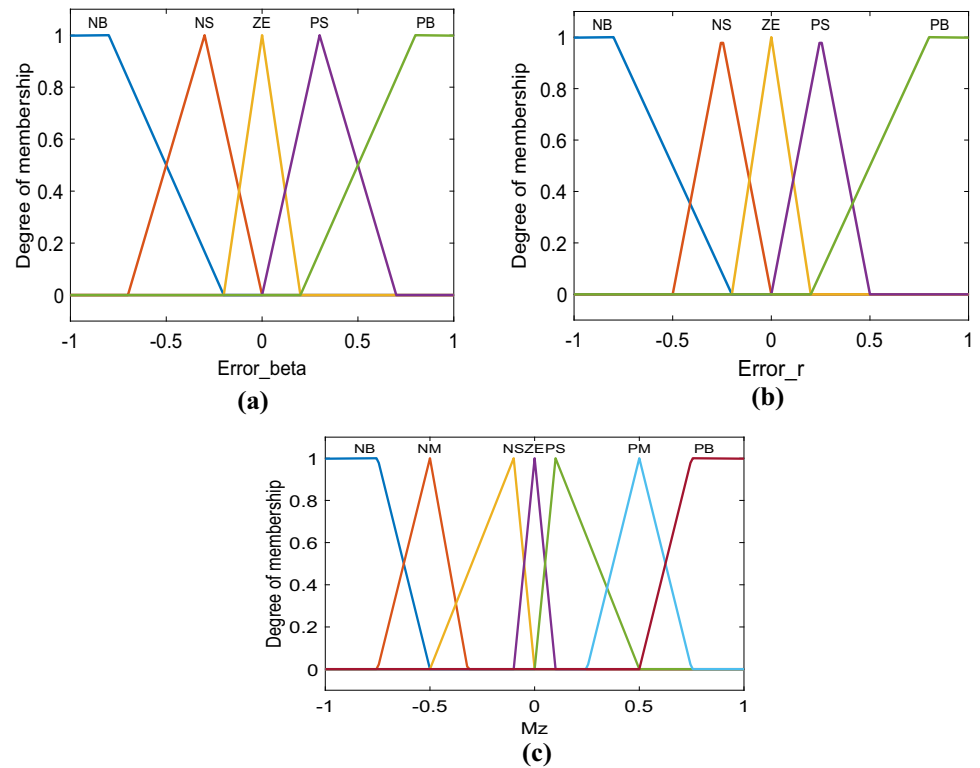 NB NS ZE PS PB
1
0.8
0.6
0.4
0.2
0
Degree of membership
-1 -0.5 0 0.5 1
Error_beta
(a)
NB NS ZE PS PB
1
0.8
0.6
0.4
0.2
0
Degree of membership
-1 -0.5 0 0.5 1
Error_r
(b)
NB NM NSZEPS PM PB
1
0.8
0.6
0.4
0.2
0
Degree of membership
-1 -0.5 0 0.5 1
Mz
(c)